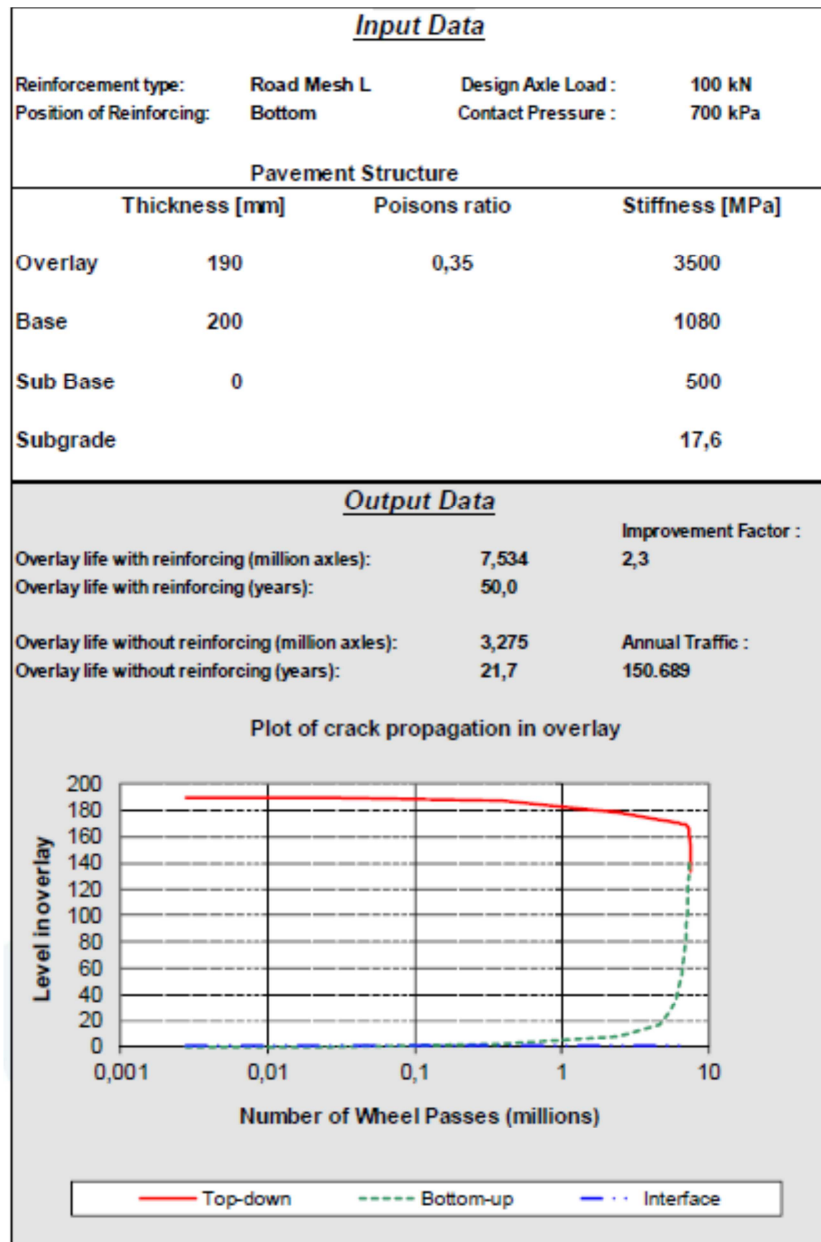 Input Data
Reinforcement type: Road Mesh L Design Axle Load : 100 kN
Position of Reinforcing: Bottom Contact Pressure : 700 kPa
Pavement Structure
Thickness [mm] Poisons ratio Stiffness [MPa]
Overlay 190 0,35 3500
Base 200 1080
Sub Base 0 500
Subgrade 17,6
Output Data
Improvement Factor :
Overlay life with reinforcing (million axles): 7,534 2,3
Overlay life with reinforcing (years): 50,0
Overlay life without reinforcing (million axles): 3,275 Annual Traffic :
Overlay life without reinforcing (years): 21,7 150.689
Plot of crack propagation in overlay
Level in overlay
200
180
160
140
120
100
80
60
40
20
0
0,001 0,01 0,1 1 10
Number of Wheel Passes (millions)
Top-down Bottom-up Interface